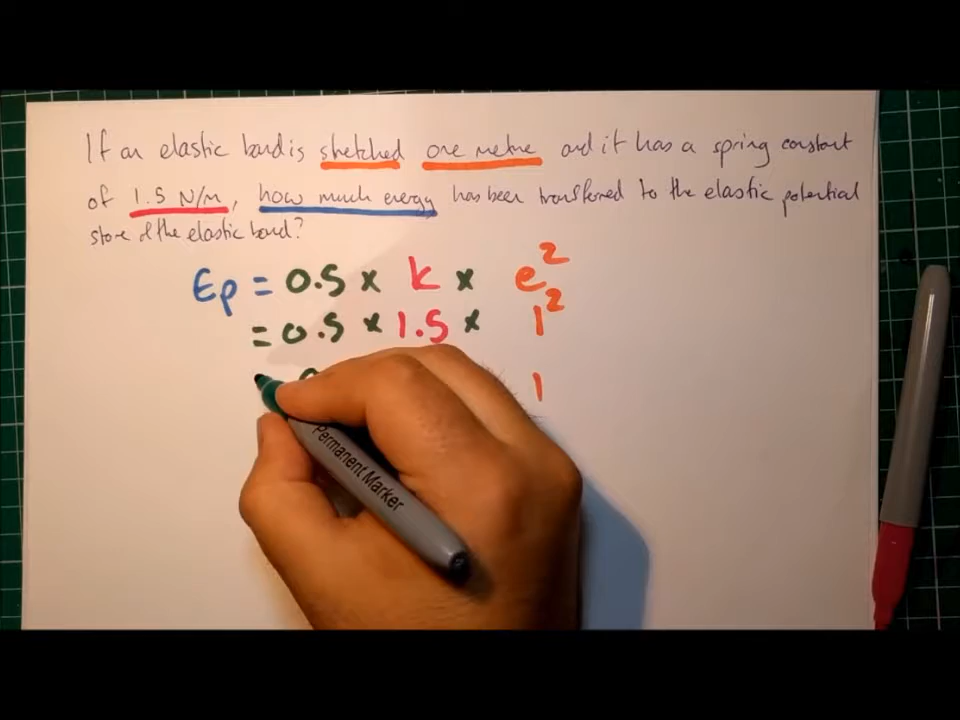 If an elastic band is stretched one metre and it has a spring constant
of 1.5 N/m, how much energy has been transferred to the elastic potential
store of the elastic band?
Ep = 0.5 × k × e²
= 0.5 × 1.5 × 1²
1
Permanent Marker